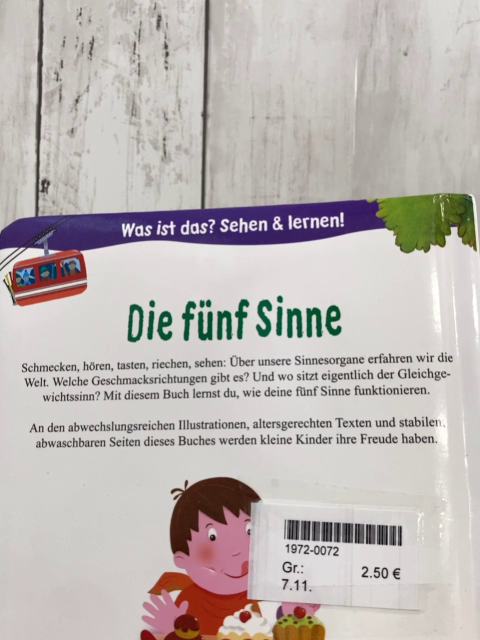 Was ist das? Sehen & lernen!
Die fünf Sinne
Schmecken, hören, tasten, riechen, sehen: Über unsere Sinnesorgane erfahren wir die
Welt. Welche Geschmacksrichtungen gibt es? Und wo sitzt eigentlich der Gleichge-
wichtssinn? Mit diesem Buch lernst du, wie deine fünf Sinne funktionieren.
An den abwechslungsreichen Illustrationen, altersgerechten Texten und stabilen,
abwaschbaren Seiten dieses Buches werden kleine Kinder ihre Freude haben.
1972-0072
Gr.:
7.11. 2.50 €